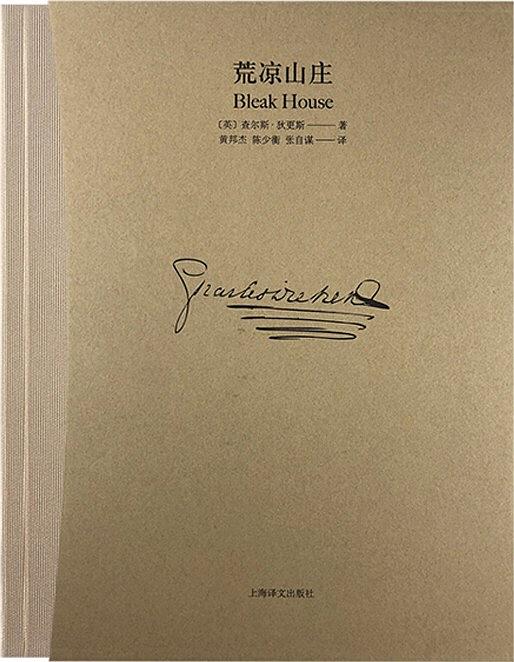 荒凉山庄
Bleak House
〔英〕查尔斯·狄更斯——著
黄邦杰 陈少衡 张自谋——译
Charles Dickens
上海译文出版社